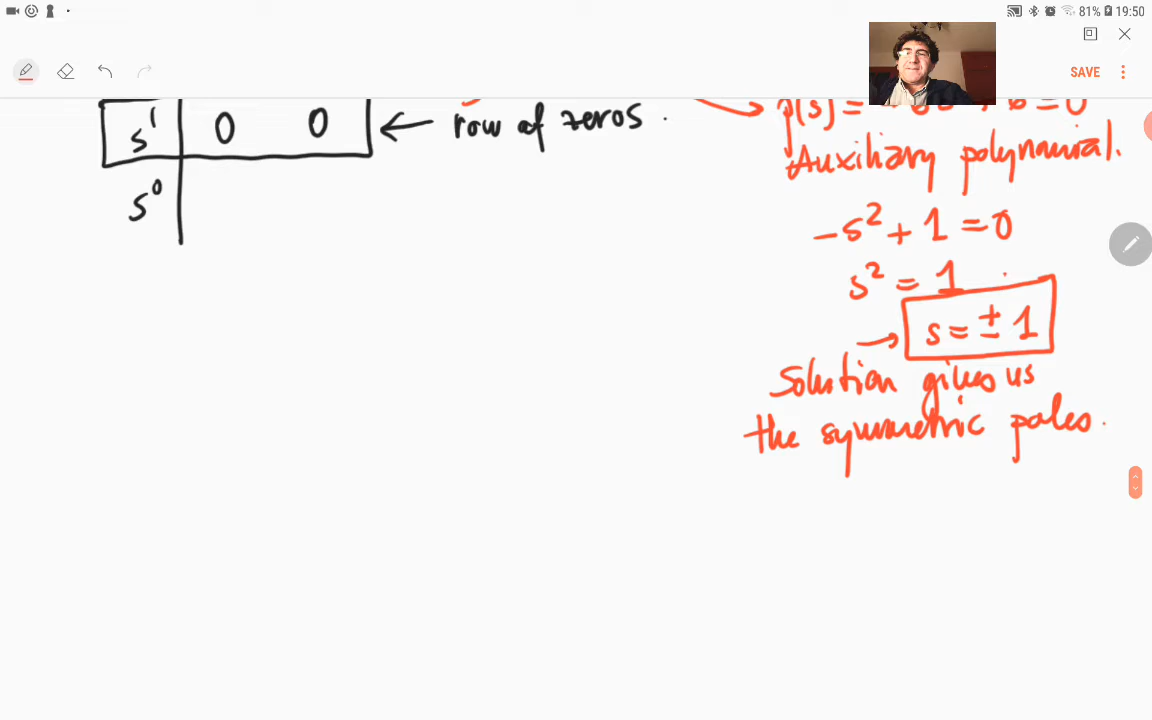 81% 19:50
SAVE
s¹ 0 0 ← row of zeros.
s⁰
Auxiliary polynomial.
-s² + 1 = 0
s² = 1
→ s = ± 1
Solution gives us
the symmetric poles.